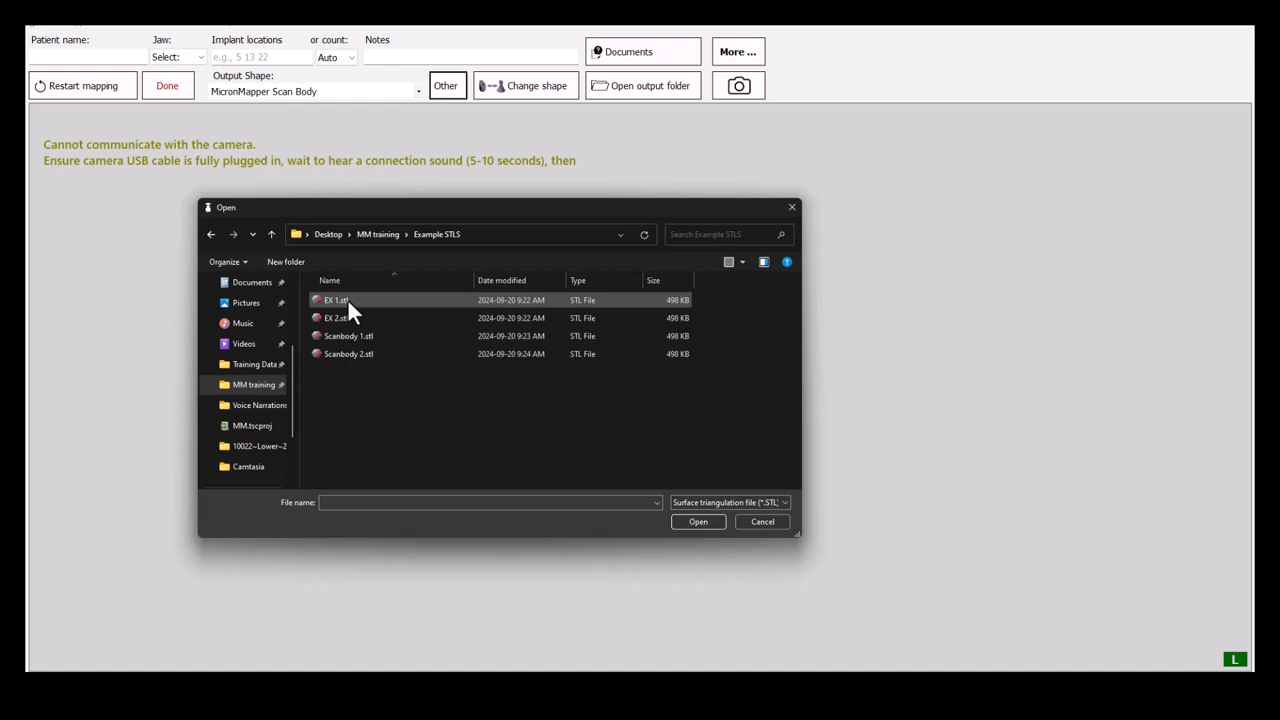 Patient name: Jaw: Implant locations or count: Notes
Select: e.g., 5 13 22 Auto
Documents More ...
Restart mapping Done
Output Shape:
MicronMapper Scan Body
Other Change shape Open output folder
Cannot communicate with the camera.
Ensure camera USB cable is fully plugged in, wait to hear a connection sound (5-10 seconds), then
Open
Desktop > MM training > Example STLS
Search Example STLS
Organize New folder
Name Date modified Type Size
Documents
Pictures
Music
Videos
Training Data
MM training
Voice Narrations
MM.tscproj
10022~Lower~2
Camtasia
EX 1.stl 2024-09-20 9:22 AM STL File 498 KB
EX 2.stl 2024-09-20 9:22 AM STL File 498 KB
Scanbody 1.stl 2024-09-20 9:23 AM STL File 498 KB
Scanbody 2.stl 2024-09-20 9:24 AM STL File 498 KB
File name: Surface triangulation file (*.STL
Open Cancel
L